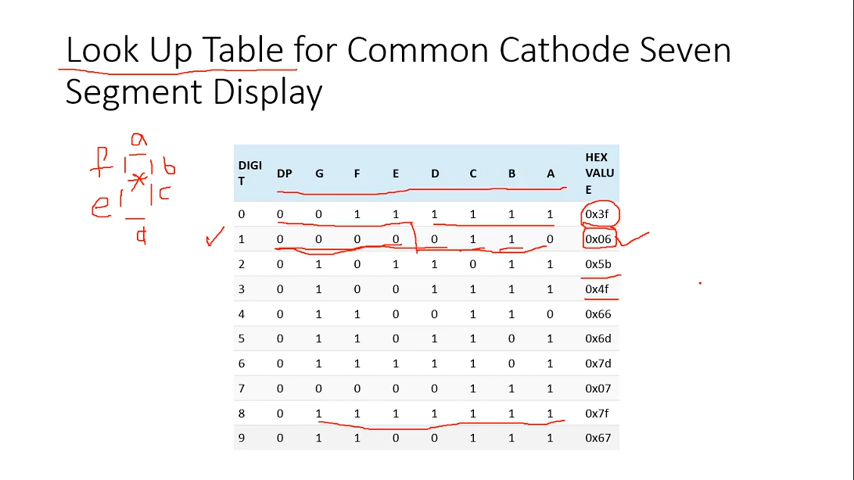 Look Up Table for Common Cathode Seven
Segment Display
a
f b
e c
d
DIGI
T DP G F E D C B A HEX
VALU
E
0 0 0 1 1 1 1 1 1 0x3f
1 0 0 0 0 0 1 1 0 0x06
2 0 1 0 1 1 0 1 1 0x5b
3 0 1 0 0 1 1 1 1 0x4f
4 0 1 1 0 0 1 1 0 0x66
5 0 1 1 0 1 1 0 1 0x6d
6 0 1 1 1 1 1 0 1 0x7d
7 0 0 0 0 0 1 1 1 0x07
8 0 1 1 1 1 1 1 1 0x7f
9 0 1 1 0 0 1 1 1 0x67